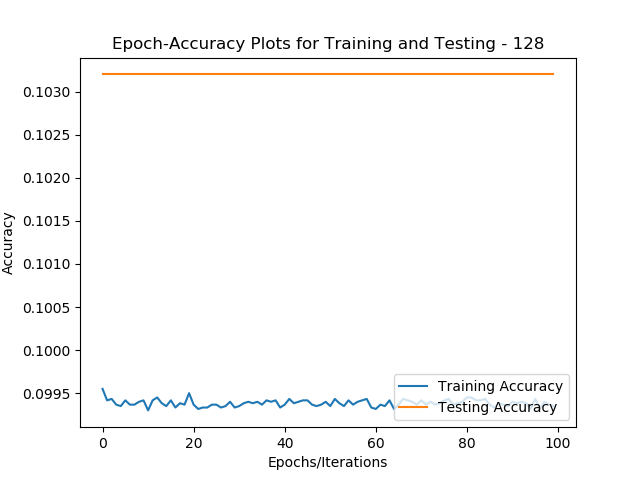 Epoch-Accuracy Plots for Training and Testing - 128
0.1030
0.1025
0.1020
0.1015
0.1010
0.1005
0.1000
0.0995
Accuracy
Training Accuracy
Testing Accuracy
0 20 40 60 80 100
Epochs/Iterations